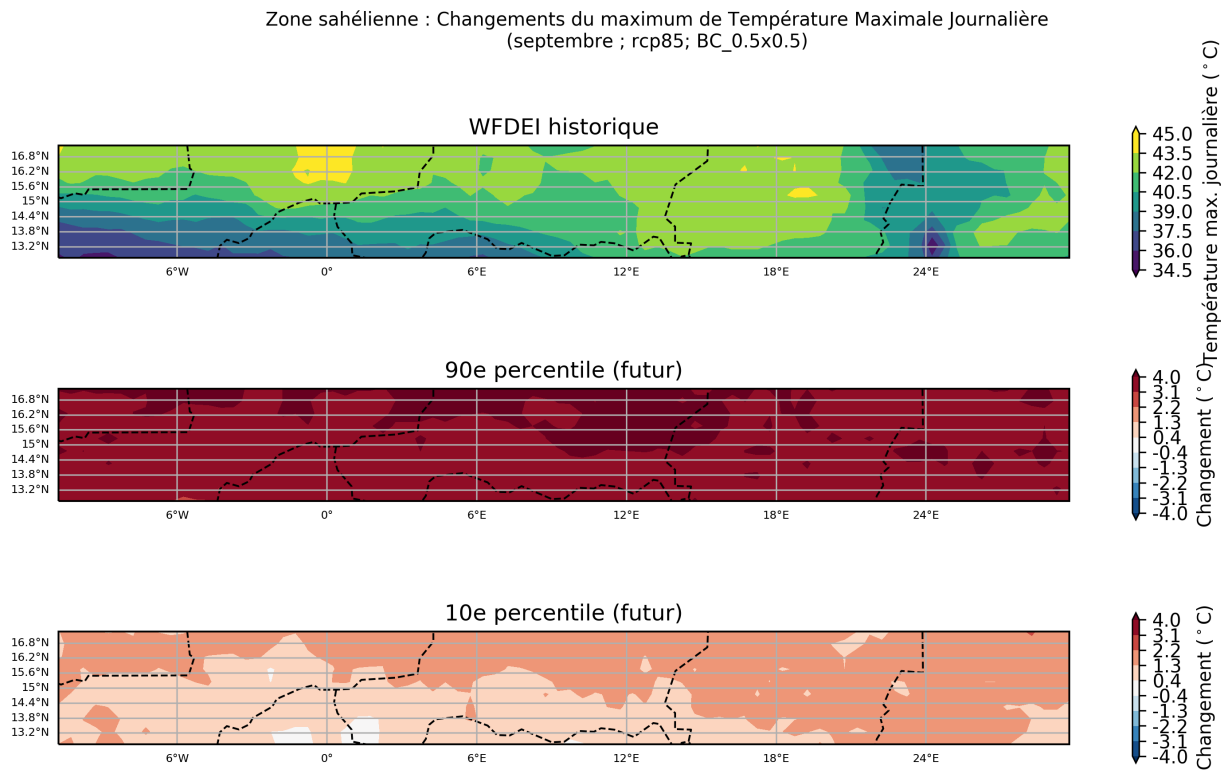 Zone sahélienne : Changements du maximum de Température Maximale Journalière
(septembre ; rcp85; BC_0.5x0.5)
WFDEI historique
16.8°N
16.2°N
15.6°N
15°N
14.4°N
13.8°N
13.2°N
6°W 0° 6°E 12°E 18°E 24°E
45.0
43.5
42.0
40.5
39.0
37.5
36.0
34.5
Température max. journalière (°C)
90e percentile (futur)
16.8°N
16.2°N
15.6°N
15°N
14.4°N
13.8°N
13.2°N
6°W 0° 6°E 12°E 18°E 24°E
4.0
3.1
2.2
1.3
0.4
-0.4
-1.3
-2.2
-3.1
-4.0
Changement (°C)
10e percentile (futur)
16.8°N
16.2°N
15.6°N
15°N
14.4°N
13.8°N
13.2°N
6°W 0° 6°E 12°E 18°E 24°E
4.0
3.1
2.2
1.3
0.4
-0.4
-1.3
-2.2
-3.1
-4.0
Changement (°C)